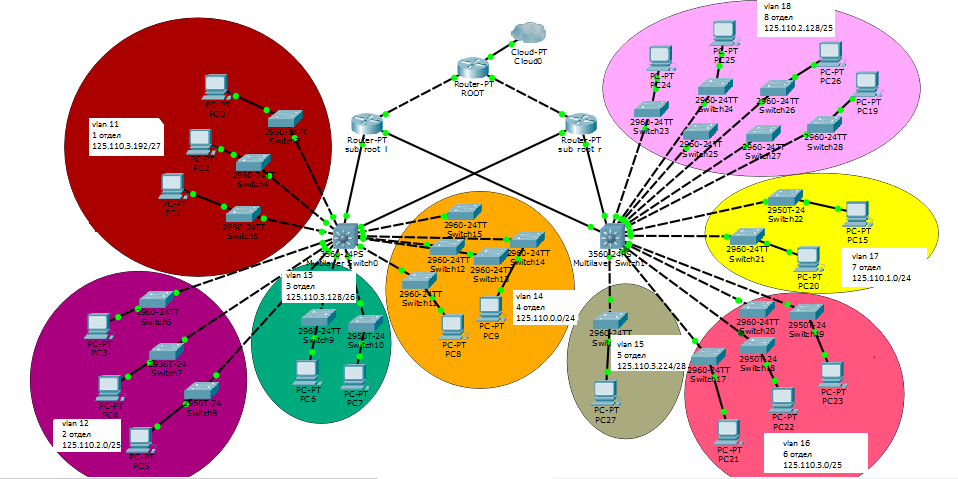 vlan 18
8 отдел
125.110.2.128/25
Cloud-PT
Cloud0
Router-PT
ROOT
Router-PT
sub root l
Router-PT
sub root r
PC-PT
PC24
PC-PT
PC25
PC-PT
PC26
PC-PT
PC19
2960-24TT
Switch23
2960-24TT
Switch24
2960-24TT
Switch26
2960-24TT
Switch25
2960-24TT
Switch27
2960-24TT
Switch28
vlan 11
1 отдел
125.110.3.192/27
PC-PT
PC0
PC-PT
PC2
PC-PT
PC1
2960-24TT
2960-24TT
Switch4
2960-24TT
Switch5
3560-24PS
Multilayer Switch0
3560-24PS
Multilayer Switch1
2950T-24
Switch22
PC-PT
PC15
2960-24TT
Switch21
PC-PT
PC20
vlan 17
7 отдел
125.110.1.0/24
2960-24TT
Switch15
2960-24TT
Switch12
2960-24TT
Switch13
2960-24TT
Switch14
2960-24TT
PC-PT
PC8
PC-PT
PC9
vlan 14
4 отдел
125.110.0.0/24
vlan 13
3 отдел
125.110.3.128/26
2960-24TT
Switch9
2950T-24
Switch10
PC-PT
PC6
PC-PT
PC7
2960-24TT
Switch6
PC-PT
PC3
2950T-24
Switch7
PC-PT
PC4
2950T-24
Switch8
PC-PT
PC5
vlan 12
2 отдел
125.110.2.0/25
2960-24TT
vlan 15
5 отдел
125.110.3.224/28
PC-PT
PC27
2960-24TT
Switch20
2950T-24
Switch19
2950T-24
Switch18
2960-24TT
Switch17
PC-PT
PC23
PC-PT
PC22
PC-PT
PC21
vlan 16
6 отдел
125.110.3.0/25